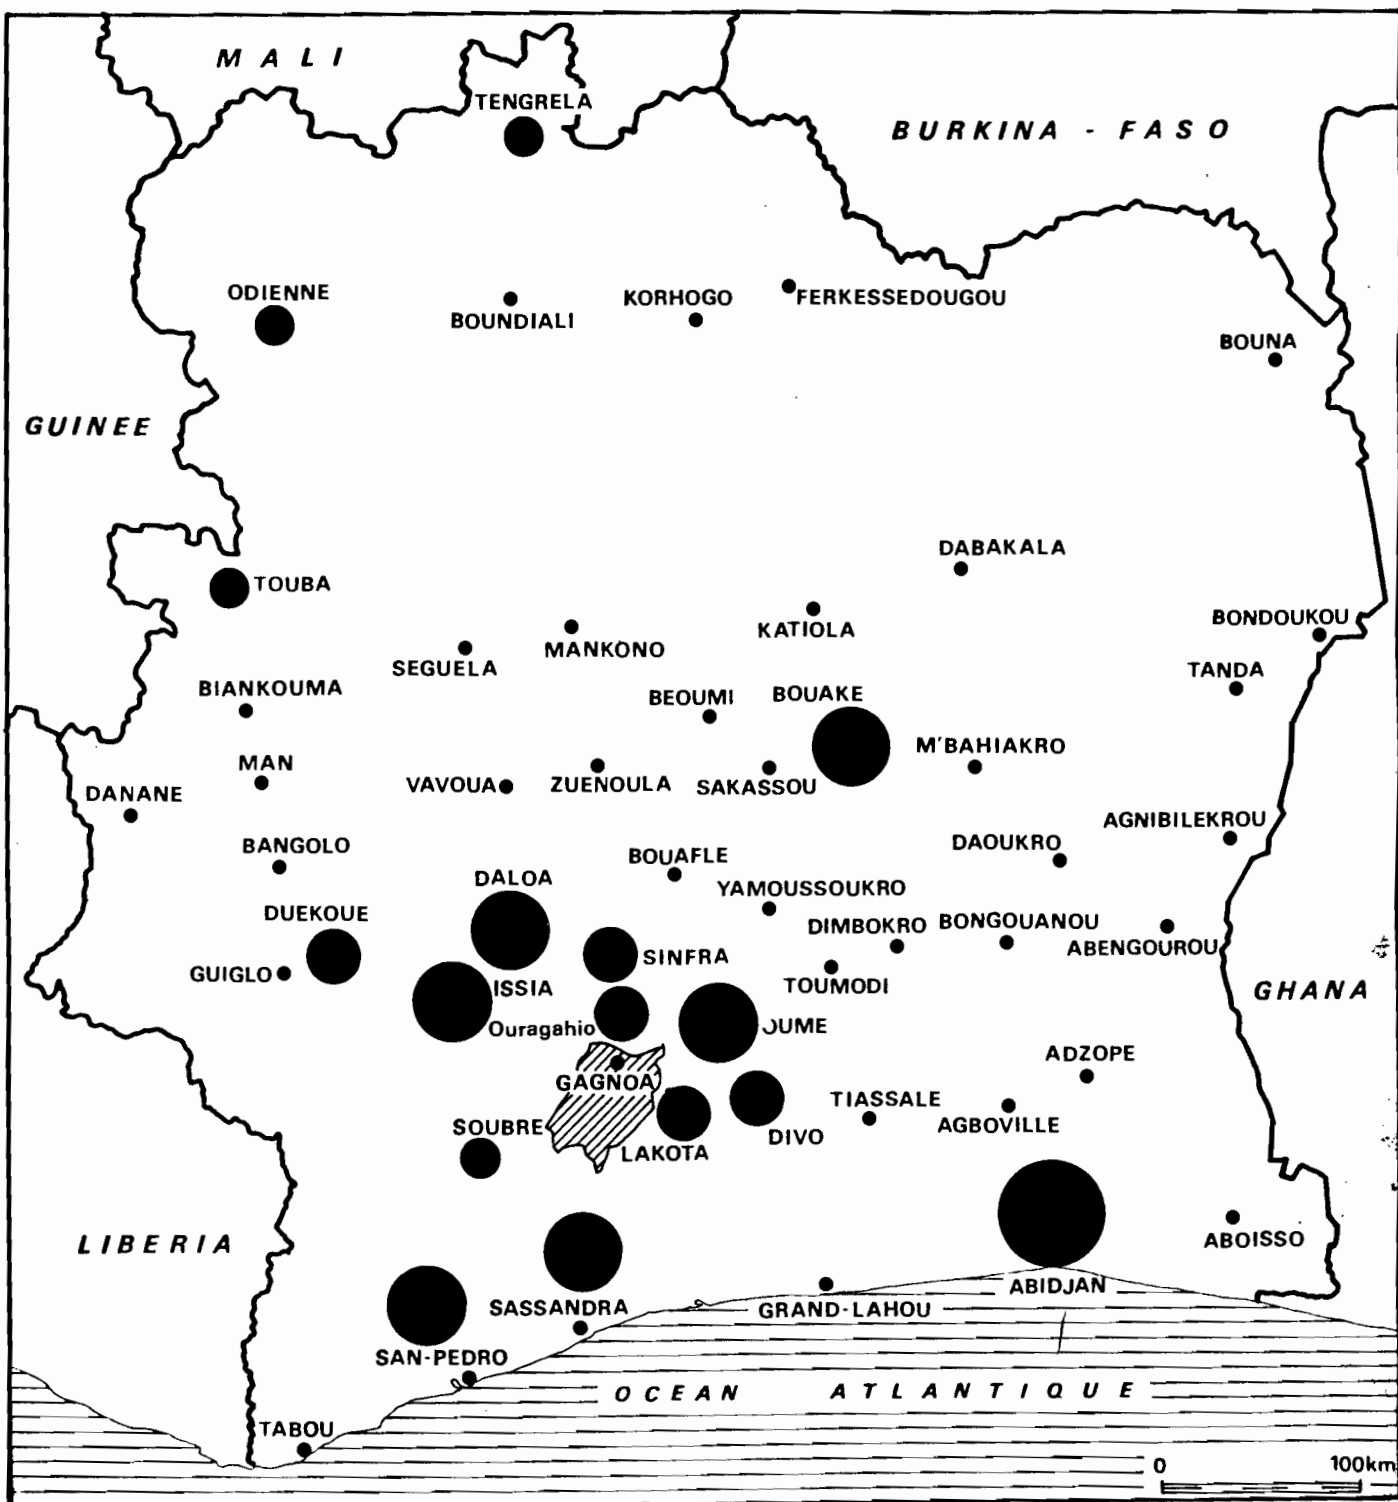 MALI
TENGRELA
BURKINA - FASO
ODIENNE
BOUNDIALI
KORHOGO
FERKESSEDOUGOU
BOUNA
GUINEE
DABAKALA
TOUBA
KATIOLA
BONDOUKOU
MANKONO
SEGUELA
TANDA
BIANKOUMA
BEOUMI
BOUAKE
M'BAHIAKRO
MAN
DANANE
VAVOUA
ZUENOULA
SAKASSOU
AGNIBILEKROU
BANGOLO
BOUAFLE
DAOUKRO
DALOA
YAMOUSSOUKRO
DUEKOUE
DIMBOKRO
BONGOUANOU
ABENGOUROU
SINFRA
GUIGLO
ISSIA
TOUMODI
GHANA
Ouragahio
OUME
ADZOPE
GAGNOA
TIASSALE
AGBOVILLE
SOUBRE
DIVO
LAKOTA
LIBERIA
ABOISSO
ABIDJAN
SASSANDRA
GRAND-LAHOU
SAN-PEDRO
OCEAN ATLANTIQUE
TABOU
0 100km